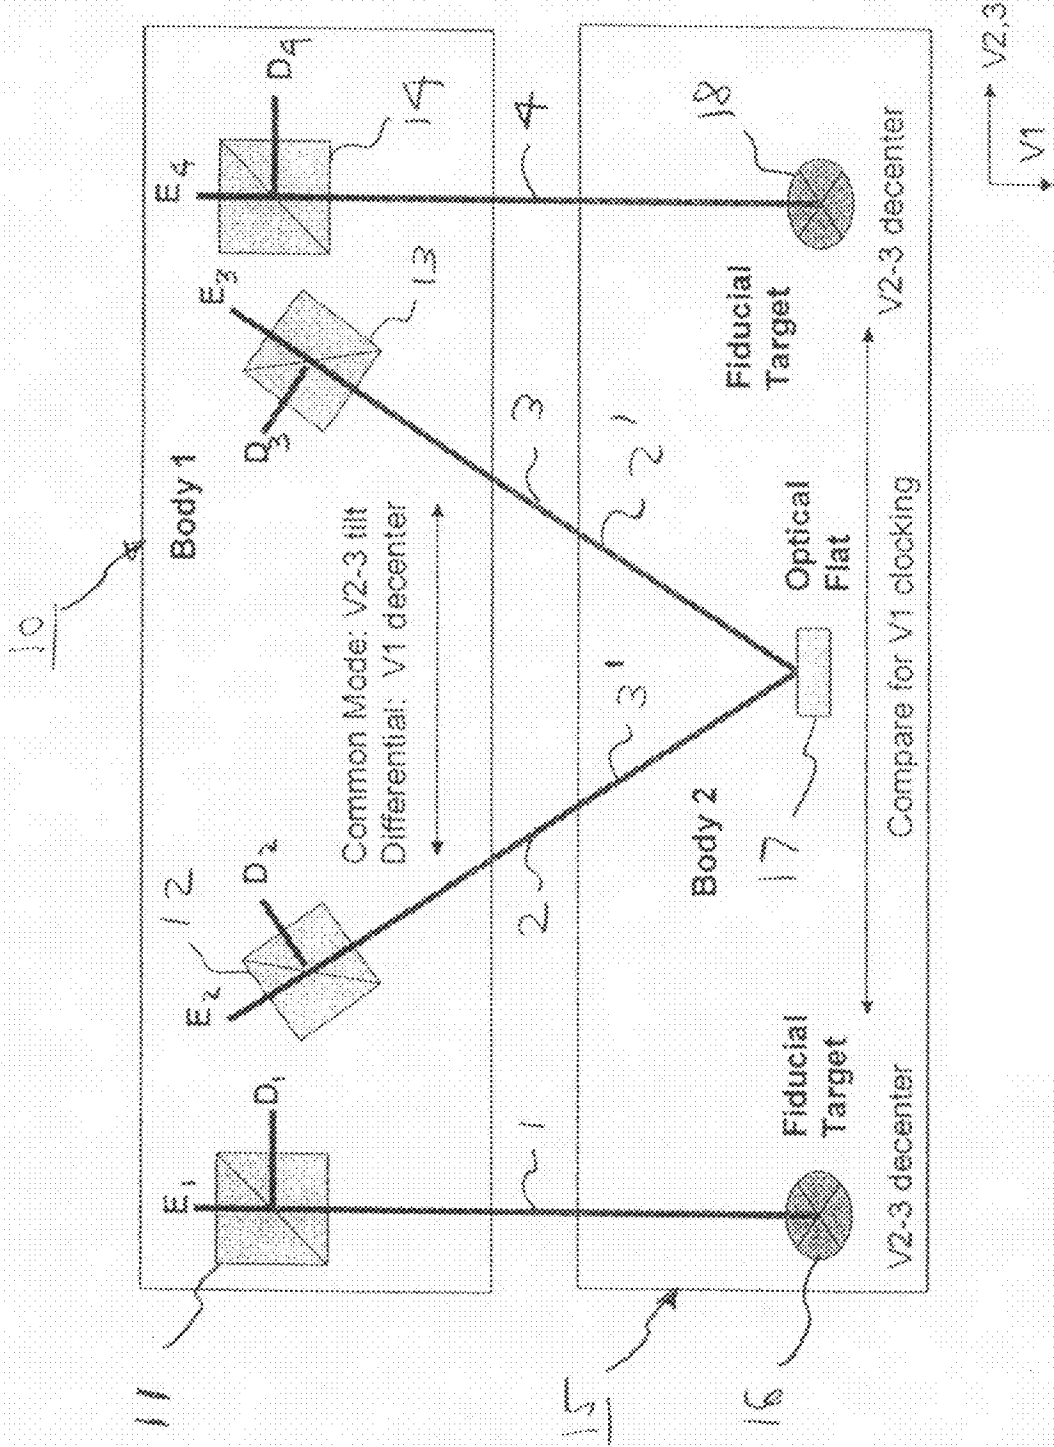 10
Body 1
11
E1
D1
12
E2
D2
Common Mode: V2-3 tilt
Differential: V1 decenter
D3
E3
13
E4
D4
14
1
2
3
4
3'
2'
15
Body 2
16
Fiducial
Target
V2-3 decenter
17
Optical
Flat
Compare for V1 clocking
Fiducial
Target
18
V2-3 decenter
V1
V2,3